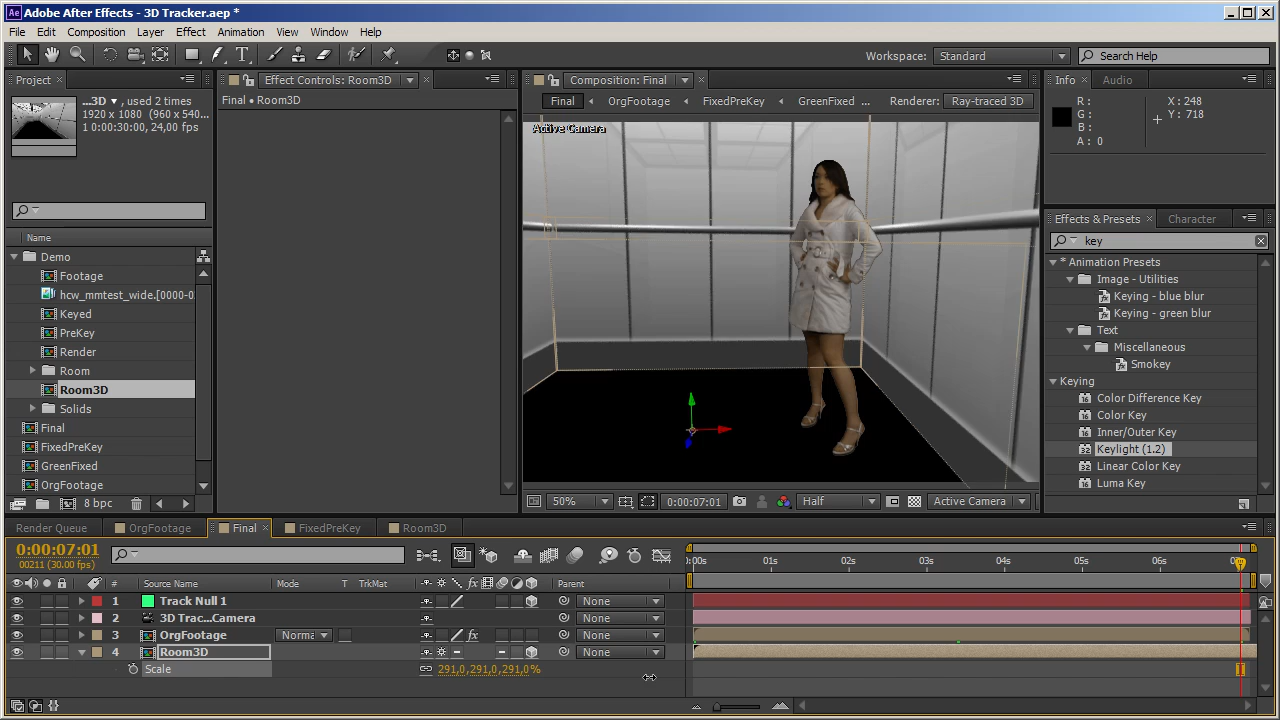 Adobe After Effects - 3D Tracker.aep *
File Edit Composition Layer Effect Animation View Window Help
Workspace: Standard Search Help
Project Effect Controls: Room3D Composition: Final Info Audio
...3D ▼ , used 2 times
1920 x 1080 (960 x 540...
1 0:00:30:00, 24,00 fps
Final • Room3D
Final OrgFootage FixedPreKey GreenFixed ... Renderer: Ray-traced 3D
R :
G :
B :
A : 0
X : 248
Y : 718
Active Camera
Name
Demo
Footage
hcw_mmtest_wide.[0000-0
Keyed
PreKey
Render
Room
Room3D
Solids
Final
FixedPreKey
GreenFixed
OrgFootage
8 bpc
Effects & Presets Character
key
* Animation Presets
Image - Utilities
Keying - blue blur
Keying - green blur
Text
Miscellaneous
Smokey
Keying
Color Difference Key
Color Key
Inner/Outer Key
Keylight (1.2)
Linear Color Key
Luma Key
50% 0:00:07:01 Half Active Camera
Render Queue OrgFootage Final FixedPreKey Room3D
0:00:07:01
00211 (30.00 fps)
:00s 01s 02s 03s 04s 05s 06s
# Source Name Mode T TrkMat Parent
1 Track Null 1 None
2 3D Trac...Camera None
3 OrgFootage Norma None
4 Room3D None
Scale 291,0,291,0,291,0%